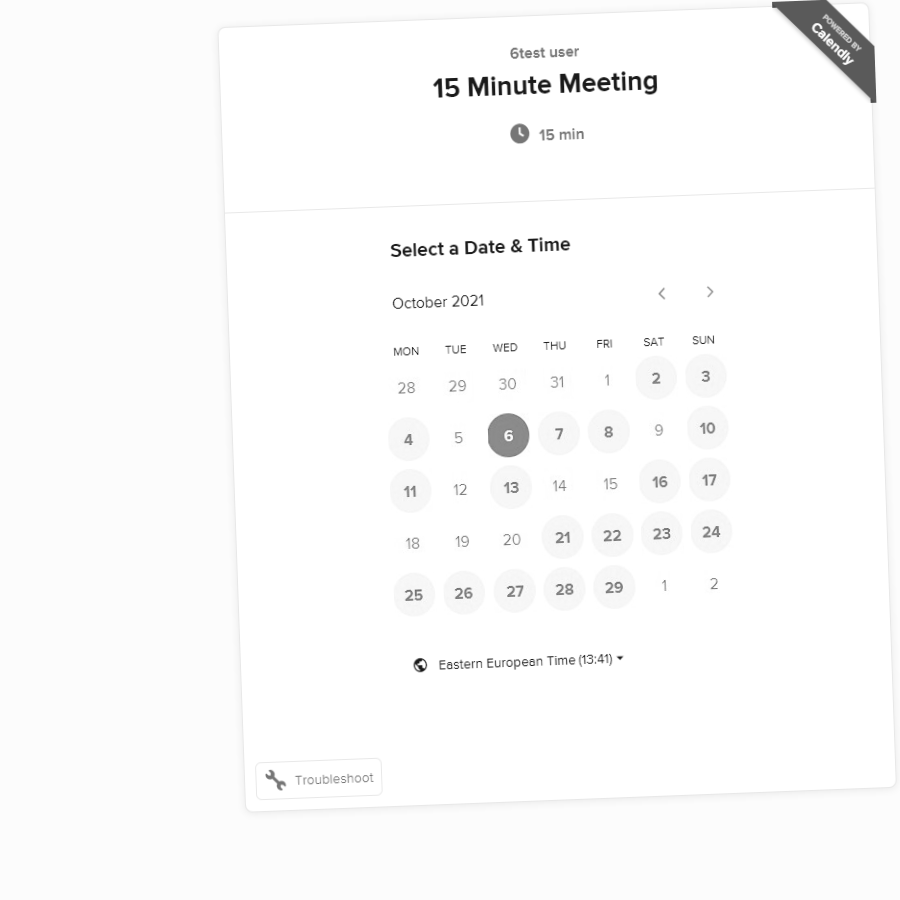 POWERED BY
Calendly
6test user
15 Minute Meeting
15 min
Select a Date & Time
October 2021
MON TUE WED THU FRI SAT SUN
28 29 30 31 1 2 3
4 5 6 7 8 9 10
11 12 13 14 15 16 17
18 19 20 21 22 23 24
25 26 27 28 29 1 2
Eastern European Time (13:41)
Troubleshoot